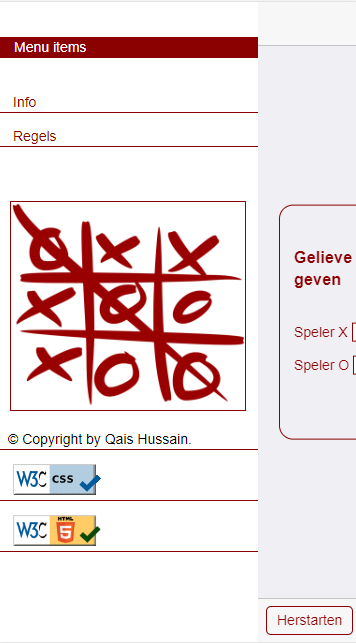 Menu items
Info
Regels
© Copyright by Qais Hussain.
W3C css
W3C HTML 5
Gelieve
geven
Speler X
Speler O
Herstarten